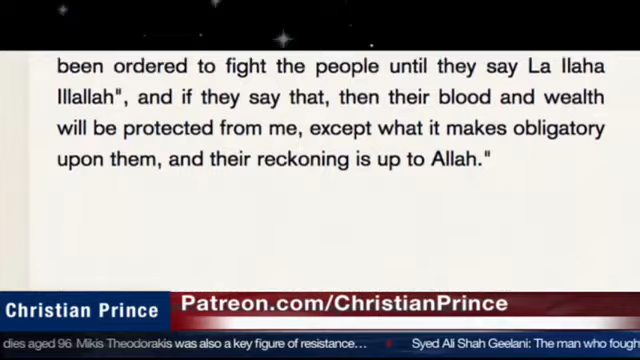 been ordered to fight the people until they say La Ilaha
Illallah", and if they say that, then their blood and wealth
will be protected from me, except what it makes obligatory
upon them, and their reckoning is up to Allah."
Christian Prince
Patreon.com/ChristianPrince
dies aged 96 Mikis Theodorakis was also a key figure of resistance... Syed Ali Shah Geelani: The man who fough